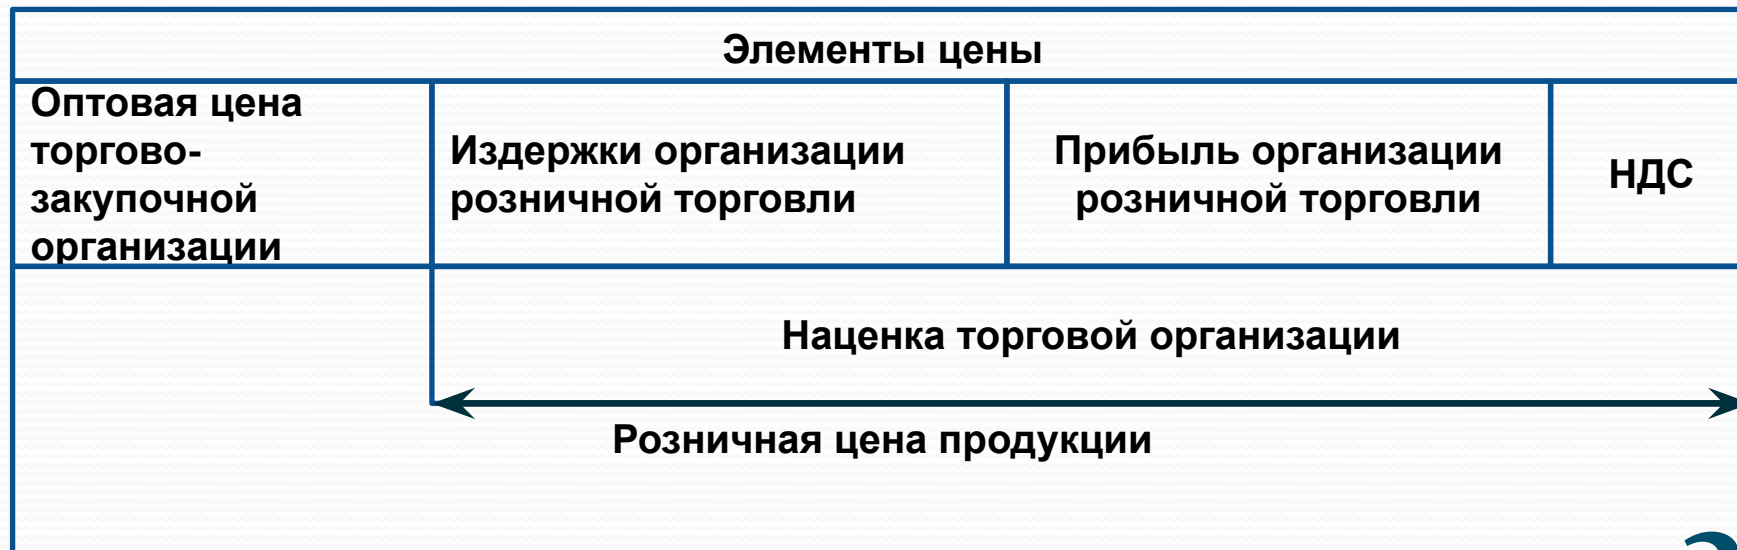 Элементы цены
Оптовая цена
торгово-
закупочной
организации
Издержки организации
розничной торговли
Прибыль организации
розничной торговли
НДС
Наценка торговой организации
Розничная цена продукции